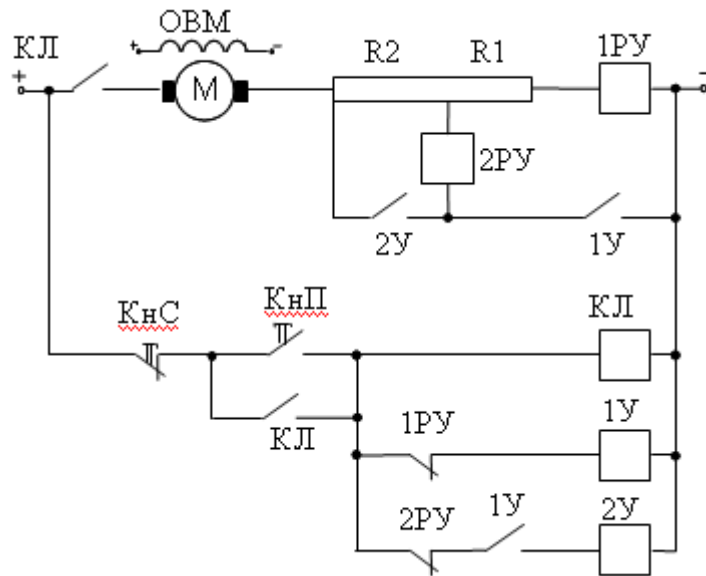 ОВМ
КЛ
R2 R1 1РУ
+ + - -
М
2РУ
2У 1У
КнС КнП КЛ
КЛ 1РУ 1У
2РУ 1У 2У